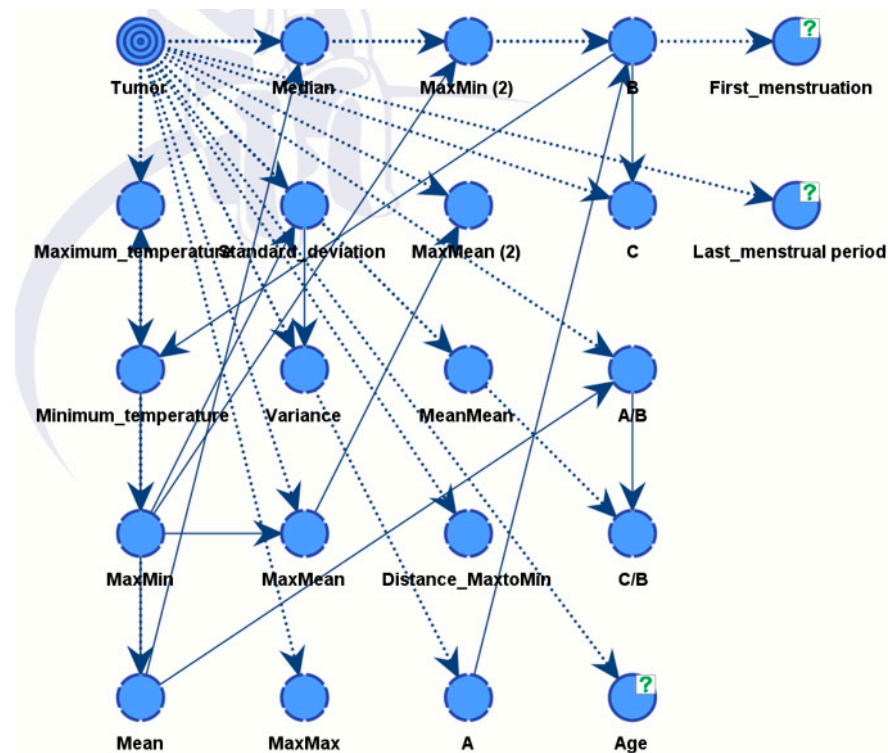 Tumor Median MaxMin (2) B First_menstruation
? ?
Maximum_temperature Standard_deviation MaxMean (2) C Last_menstrual period
Minimum_temperature Variance MeanMean A/B
MaxMin MaxMean Distance_MaxtoMin C/B
?
Mean MaxMax A Age